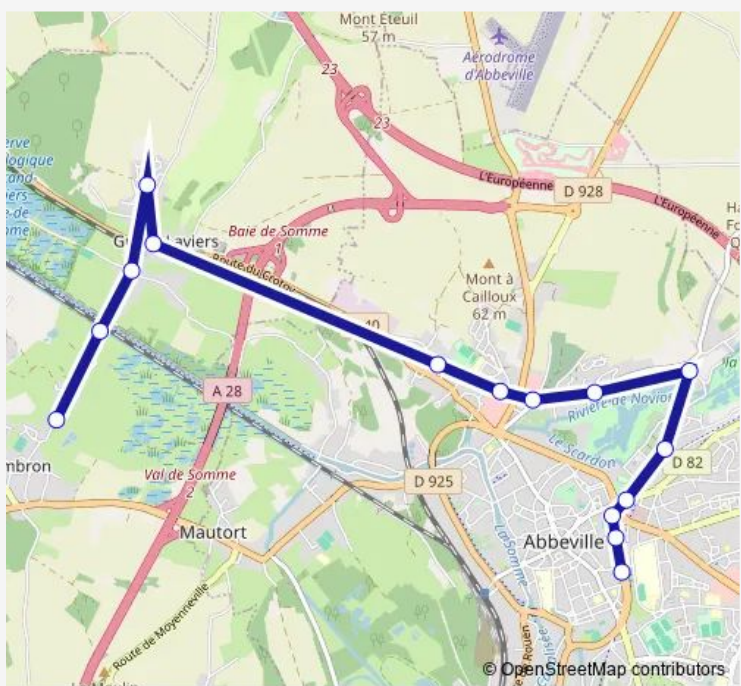 Mont Éteuil
57 m
Aérodrome
d'Abbeville
23
23
L'Européenne
D 928
L'Européenne
Baie de Somme
1
Route du Crotoy
Mont à
Cailloux
62 m
A 28
Rivière de Novion
Le Scardon
D 82
Val de Somme
2
D 925
Mautort
Abbeville
La Somme
Route de Moyenneville
© OpenStreetMap contributors